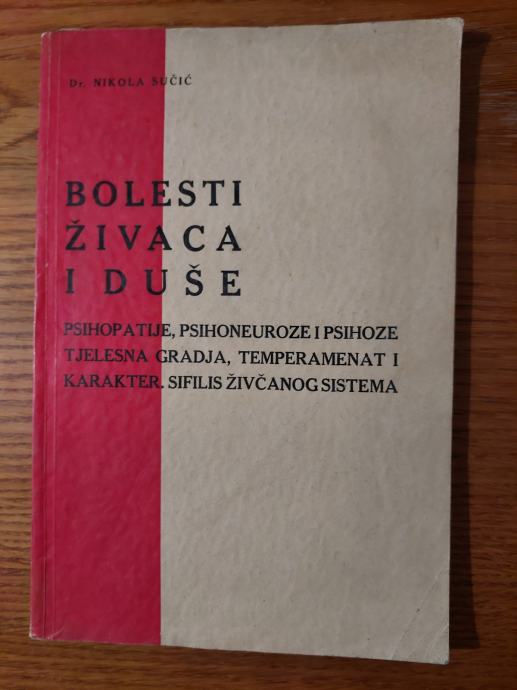 Dr. NIKOLA SUČIĆ
BOLESTI
ŽIVACA
I DUŠE
PSIHOPATIJE, PSIHONEUROZE I PSIHOZE
TJELESNA GRADJA, TEMPERAMENAT I
KARAKTER. SIFILIS ŽIVČANOG SISTEMA